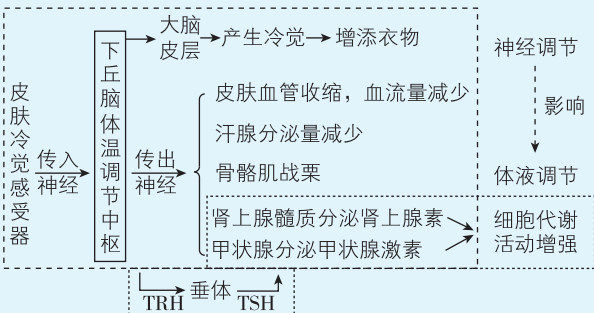 大脑
皮层
产生冷觉
增添衣物
神经调节
皮肤冷觉感受器
传入
神经
下丘脑体温调节中枢
传出
神经
皮肤血管收缩，血流量减少
汗腺分泌量减少
骨骼肌战栗
影响
体液调节
肾上腺髓质分泌肾上腺素
甲状腺分泌甲状腺激素
细胞代谢
活动增强
TRH
垂体
TSH